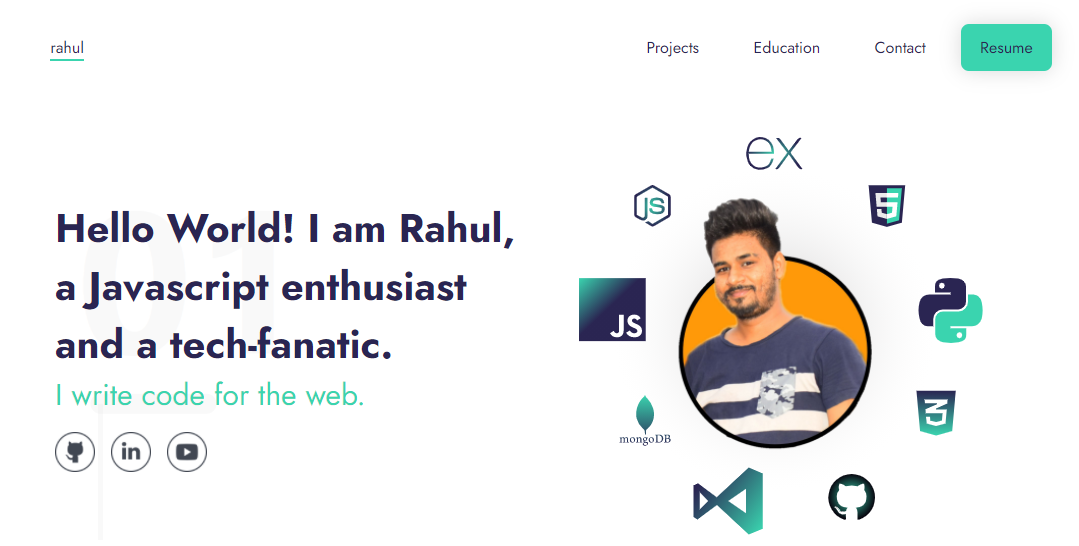 rahul
Projects
Education
Contact
Resume
ex
JS
5
Hello World! I am Rahul,
a Javascript enthusiast
JS
and a tech-fanatic.
I write code for the web.
3
mongoDB
in
01